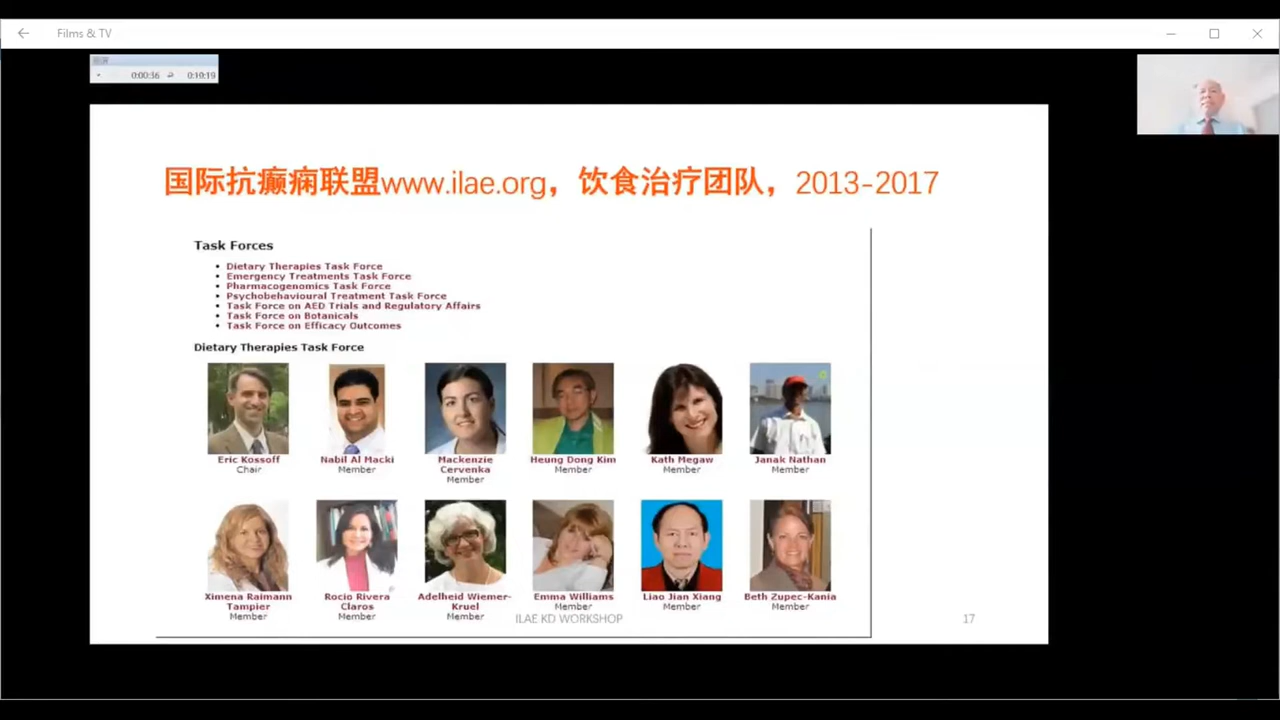 Films & TV
0:00:36
0:10:19
国际抗癫痫联盟www.ilae.org，饮食治疗团队，2013-2017
Task Forces
• Dietary Therapies Task Force
• Emergency Treatments Task Force
• Pharmacogenomics Task Force
• Psychobehavioural Treatment Task Force
• Task Force on AED Trials and Regulatory Affairs
• Task Force on Botanicals
• Task Force on Efficacy Outcomes
Dietary Therapies Task Force
Eric Kossoff
Chair
Nabil Al Macki
Member
Mackenzie
Cervenka
Member
Heung Dong Kim
Member
Kath Megaw
Member
Janak Nathan
Member
Ximena Raimann
Tampier
Member
Rocio Rivera
Claros
Member
Adelheid Wiemer-
Kruel
Member
Emma Williams
Member
Liao Jian Xiang
Member
Beth Zupec-Kania
Member
ILAE KD WORKSHOP
17